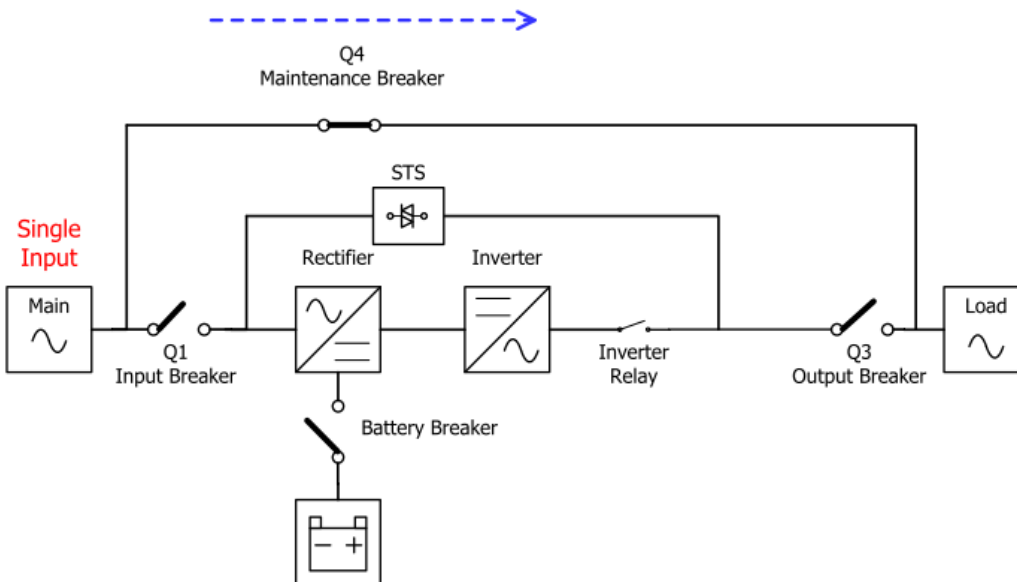 Q4
Maintenance Breaker
STS
Single
Input
Rectifier
Inverter
Main
Load
Q1
Input Breaker
Inverter
Relay
Q3
Output Breaker
Battery Breaker